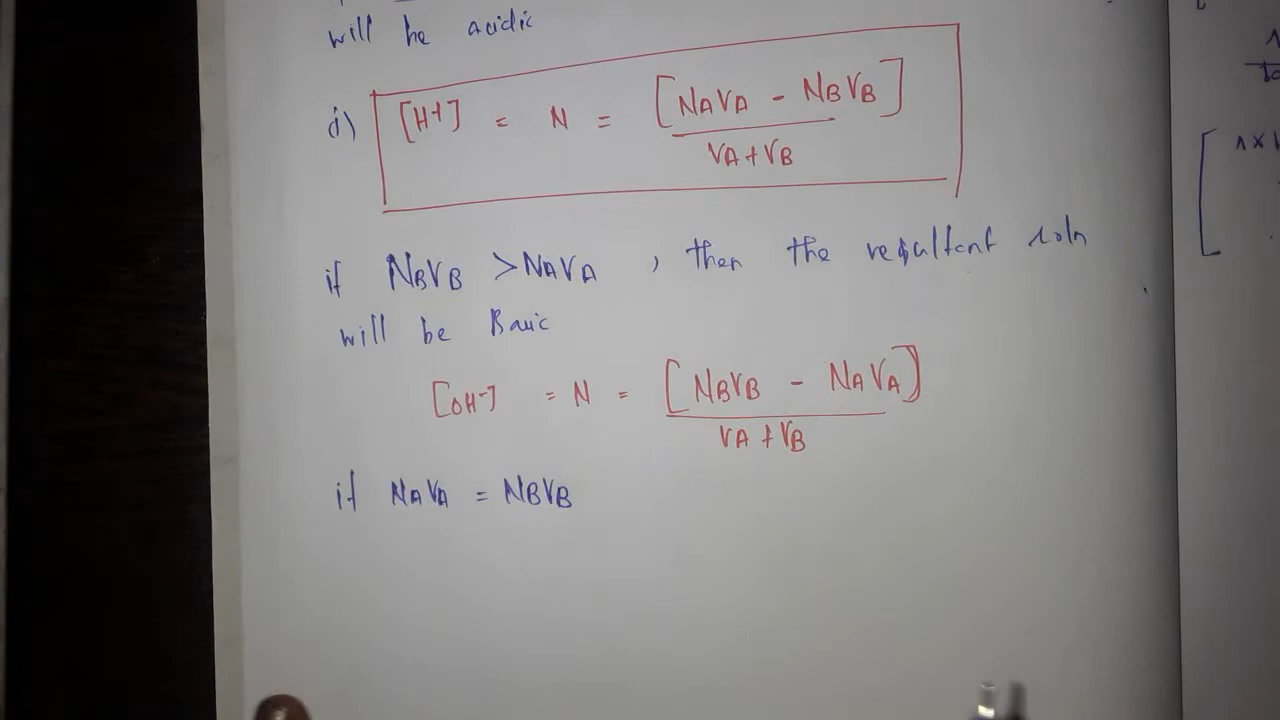 will be acidic
i) [H+] = N = [NAVA - NBVB]
VA+VB
if NBVB > NAVA , then the resultent soln
will be Basic
[OH-] = N = [NBVB - NAVA]
VA + VB
if NAVA = NBVB